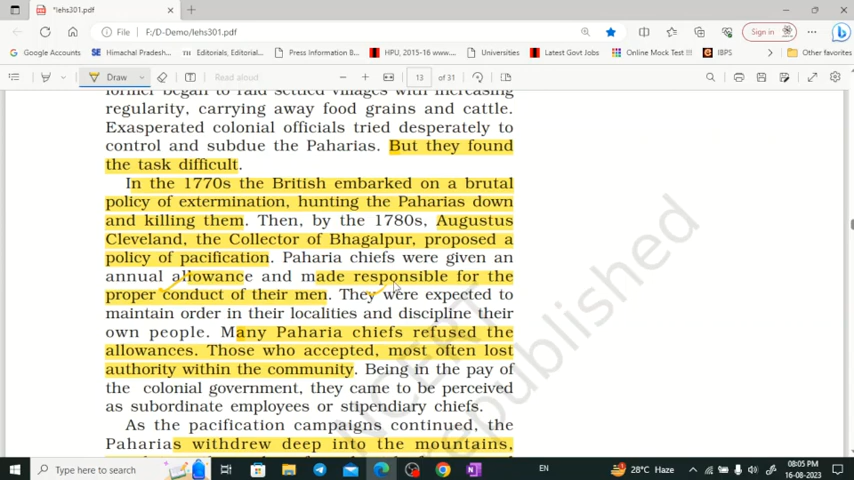 *lehs301.pdf
File
F:/D-Demo/lehs301.pdf
Sign in
Google
SEE
Himachal Pradesh...
Editorials, Editorial...
Press Information B...
HPU, 2015-16 www....
Universities
Latest Govt Jobs
Online Mock Test !!!
IBPS
Other favorites
Draw
Read aloud
13
of 31
former began to raid settled villages with increasing
regularity, carrying away food grains and cattle.
Exasperated colonial officials tried desperately to
control and subdue the Paharias. But they found
the task difficult.
In the 1770s the British embarked on a brutal
policy of extermination, hunting the Paharias down
and killing them. Then, by the 1780s, Augustus
Cleveland, the Collector of Bhagalpur, proposed a
policy of pacification. Paharia chiefs were given an
annual allowance and made responsible for the
proper conduct of their men. They were expected to
maintain order in their localities and discipline their
own people. Many Paharia chiefs refused the
allowances. Those who accepted, most often lost
authority within the community. Being in the pay of
the colonial government, they came to be perceived
as subordinate employees or stipendiary chiefs.
As the pacification campaigns continued, the
Paharias withdrew deep into the mountains,
NCERT
republished
Type here to search
28°C Haze
EN
08:05 PM
16-08-2023